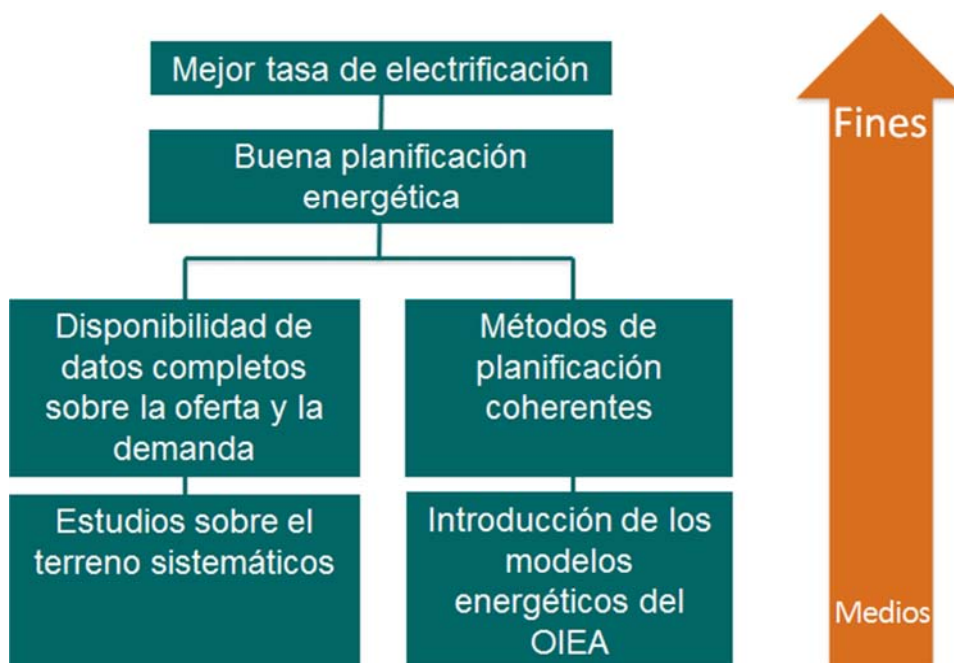 Mejor tasa de electrificación
Fines
Buena planificación
energética
Disponibilidad de
datos completos
sobre la oferta y la
demanda
Métodos de
planificación
coherentes
Estudios sobre el
terreno sistemáticos
Introducción de los
modelos
energéticos del
OIEA
Medios